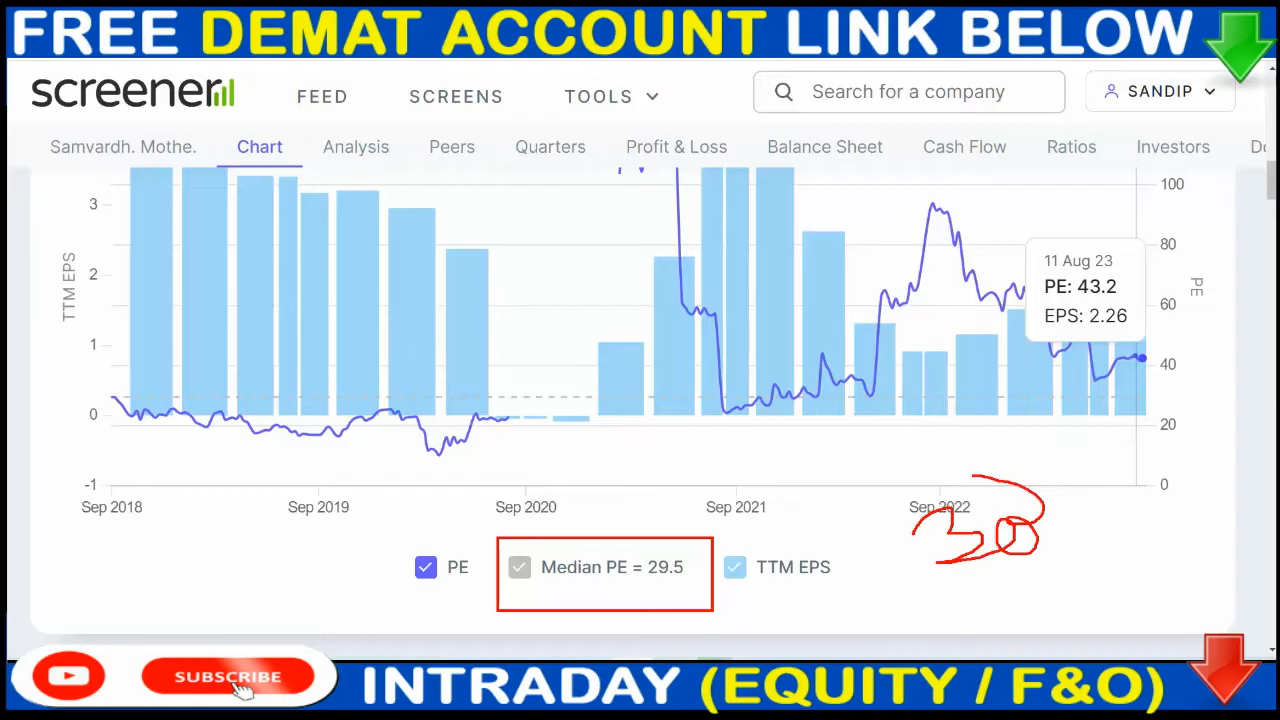 FREE DEMAT ACCOUNT LINK BELOW
screener FEED SCREENS TOOLS Search for a company SANDIP
Samvardh. Mothe. Chart Analysis Peers Quarters Profit & Loss Balance Sheet Cash Flow Ratios Investors Do
100
3
80
11 Aug 23
PE: 43.2
EPS: 2.26
TTM EPS
2
PE
60
1
40
0
20
-1
0
Sep 2018 Sep 2019 Sep 2020 Sep 2021 Sep 2022
30
PE Median PE = 29.5 TTM EPS
SUBSCRIBE
INTRADAY (EQUITY / F&O)